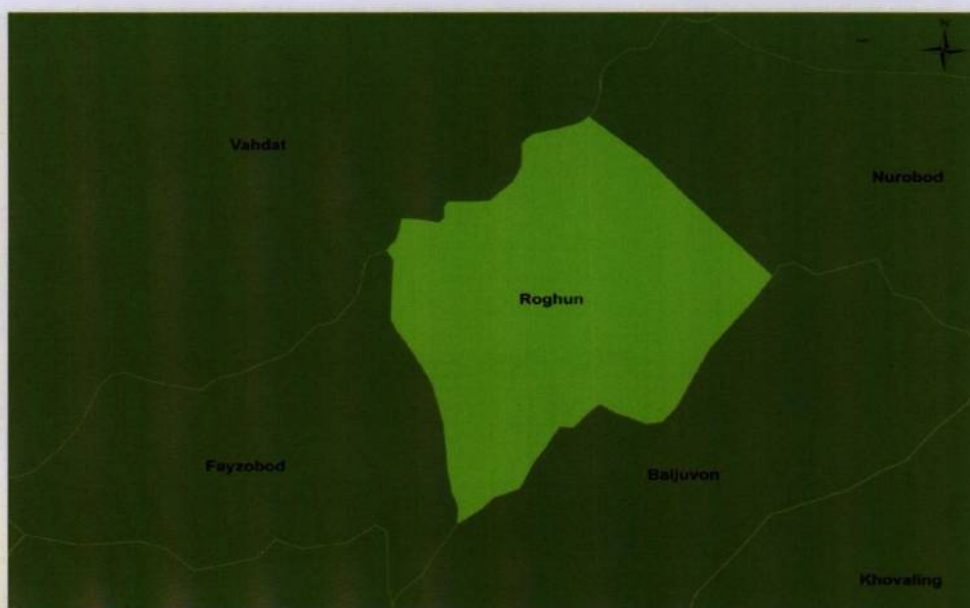 N
Vahdat
Nurobod
Roghun
Fayzobod
Baljuvon
Khovaling